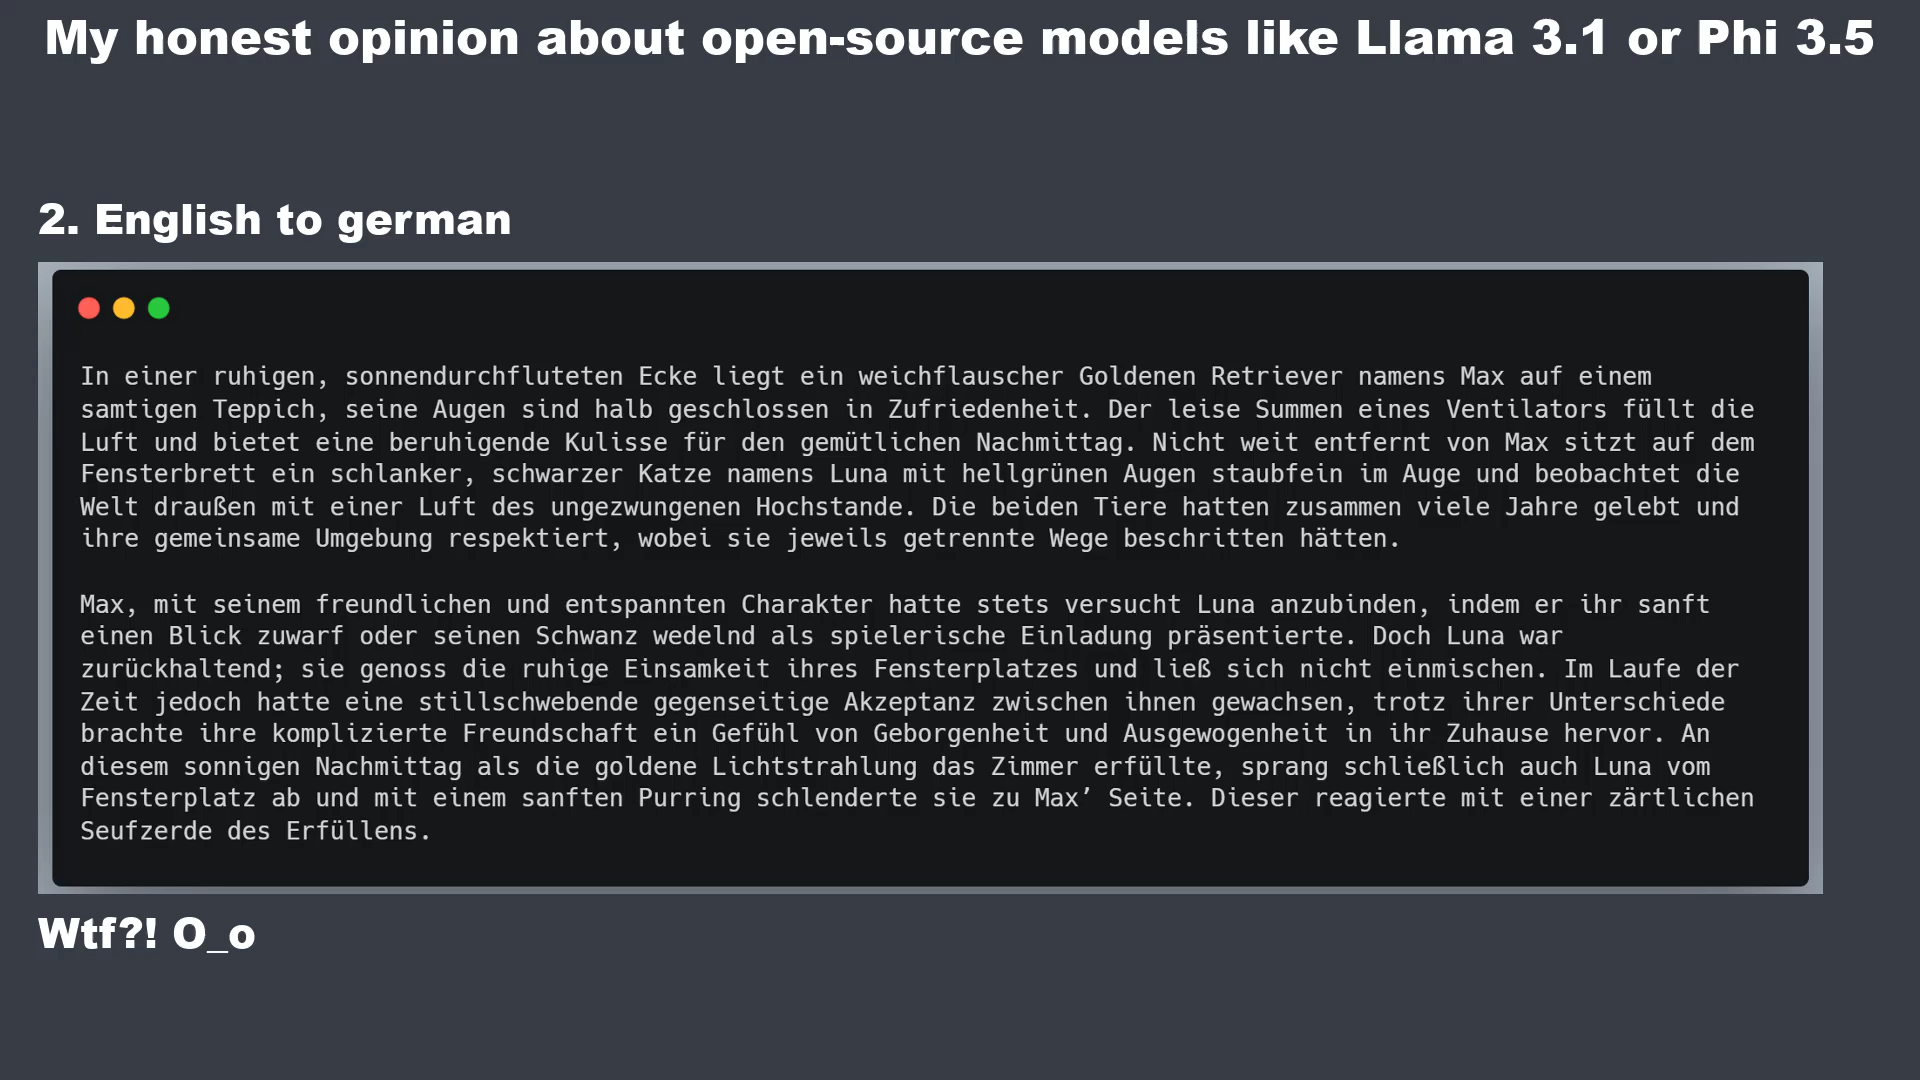 My honest opinion about open-source models like Llama 3.1 or Phi 3.5
2. English to german
In einer ruhigen, sonnendurchfluteten Ecke liegt ein weichflauscher Goldenen Retriever namens Max auf einem
samtigen Teppich, seine Augen sind halb geschlossen in Zufriedenheit. Der leise Summen eines Ventilators füllt die
Luft und bietet eine beruhigende Kulisse für den gemütlichen Nachmittag. Nicht weit entfernt von Max sitzt auf dem
Fensterbrett ein schlanker, schwarzer Katze namens Luna mit hellgrünen Augen staubfein im Auge und beobachtet die
Welt draußen mit einer Luft des ungezwungenen Hochstande. Die beiden Tiere hatten zusammen viele Jahre gelebt und
ihre gemeinsame Umgebung respektiert, wobei sie jeweils getrennte Wege beschritten hätten.
Max, mit seinem freundlichen und entspannten Charakter hatte stets versucht Luna anzubinden, indem er ihr sanft
einen Blick zuwarf oder seinen Schwanz wedelnd als spielerische Einladung präsentierte. Doch Luna war
zurückhaltend; sie genoss die ruhige Einsamkeit ihres Fensterplatzes und ließ sich nicht einmischen. Im Laufe der
Zeit jedoch hatte eine stillschwebende gegenseitige Akzeptanz zwischen ihnen gewachsen, trotz ihrer Unterschiede
brachte ihre komplizierte Freundschaft ein Gefühl von Geborgenheit und Ausgewogenheit in ihr Zuhause hervor. An
diesem sonnigen Nachmittag als die goldene Lichtstrahlung das Zimmer erfüllte, sprang schließlich auch Luna vom
Fensterplatz ab und mit einem sanften Purring schlenderte sie zu Max’ Seite. Dieser reagierte mit einer zärtlichen
Seufzerde des Erfüllens.
Wtf?! O_o